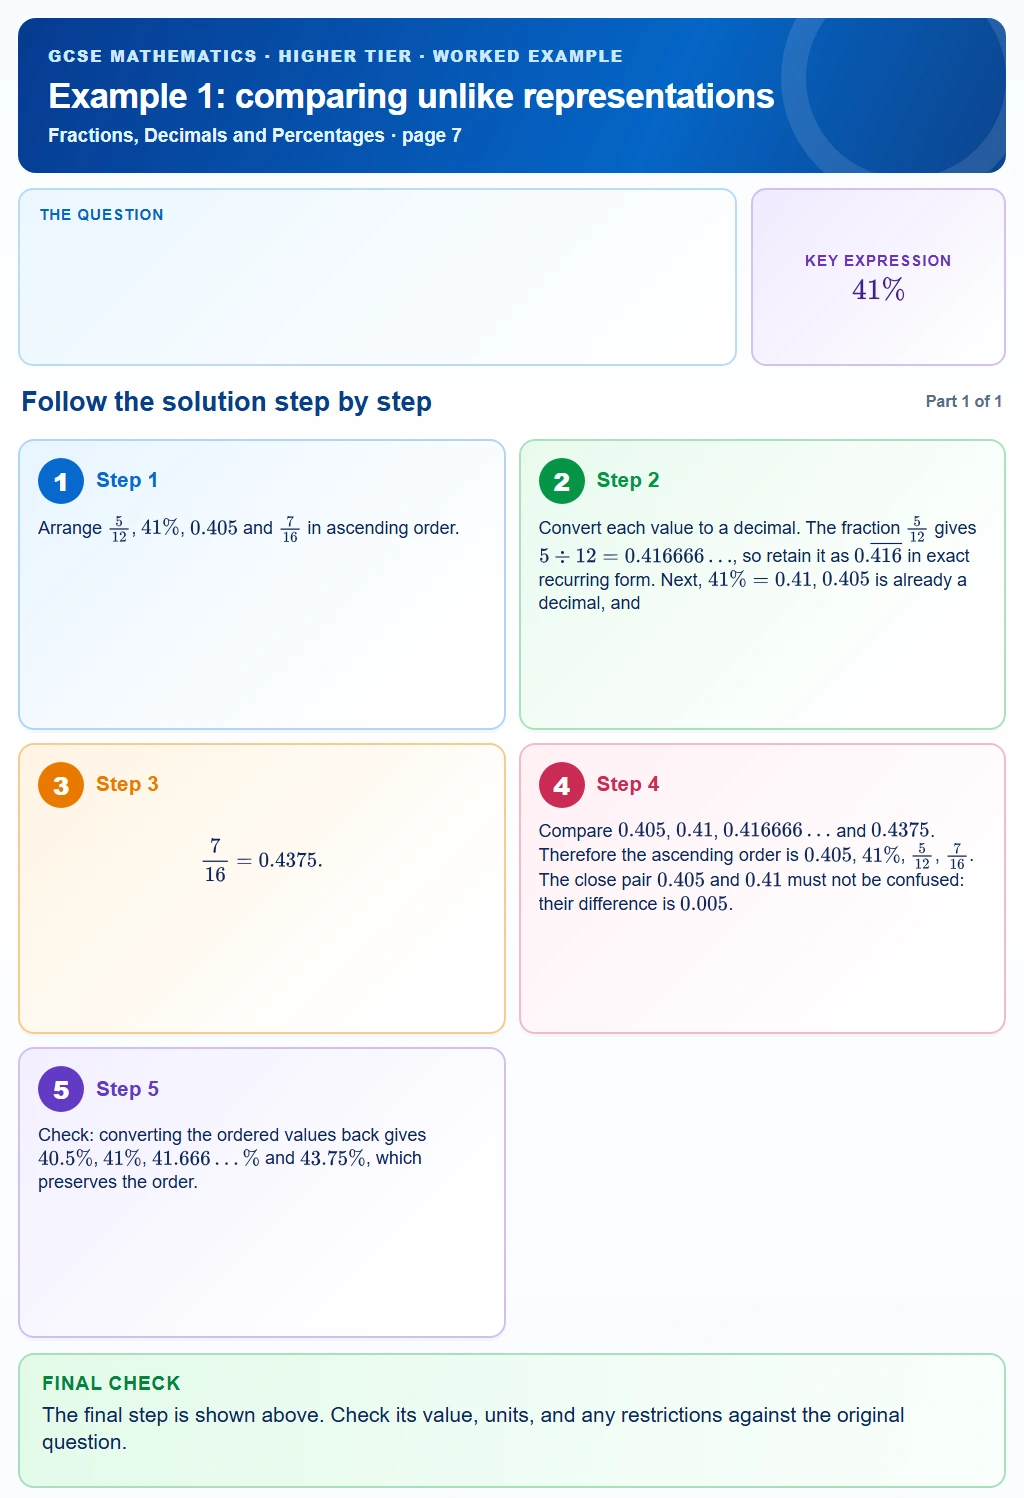 GCSE MATHEMATICS · HIGHER TIER · WORKED EXAMPLE
Example 1: comparing unlike representations
Fractions, Decimals and Percentages · page 7
THE QUESTION
KEY EXPRESSION
41%
Follow the solution step by step
Part 1 of 1
1 Step 1
Arrange 5/12, 41%, 0.405 and 7/16 in ascending order.
2 Step 2
Convert each value to a decimal. The fraction 5/12 gives
5 ÷ 12 = 0.416666…, so retain it as 0.4̅1̅6̅ in exact
recurring form. Next, 41% = 0.41, 0.405 is already a
decimal, and
3 Step 3
7/16 = 0.4375.
4 Step 4
Compare 0.405, 0.41, 0.416666… and 0.4375.
Therefore the ascending order is 0.405, 41%, 5/12, 7/16.
The close pair 0.405 and 0.41 must not be confused:
their difference is 0.005.
5 Step 5
Check: converting the ordered values back gives
40.5%, 41%, 41.666…% and 43.75%, which
preserves the order.
FINAL CHECK
The final step is shown above. Check its value, units, and any restrictions against the original
question.